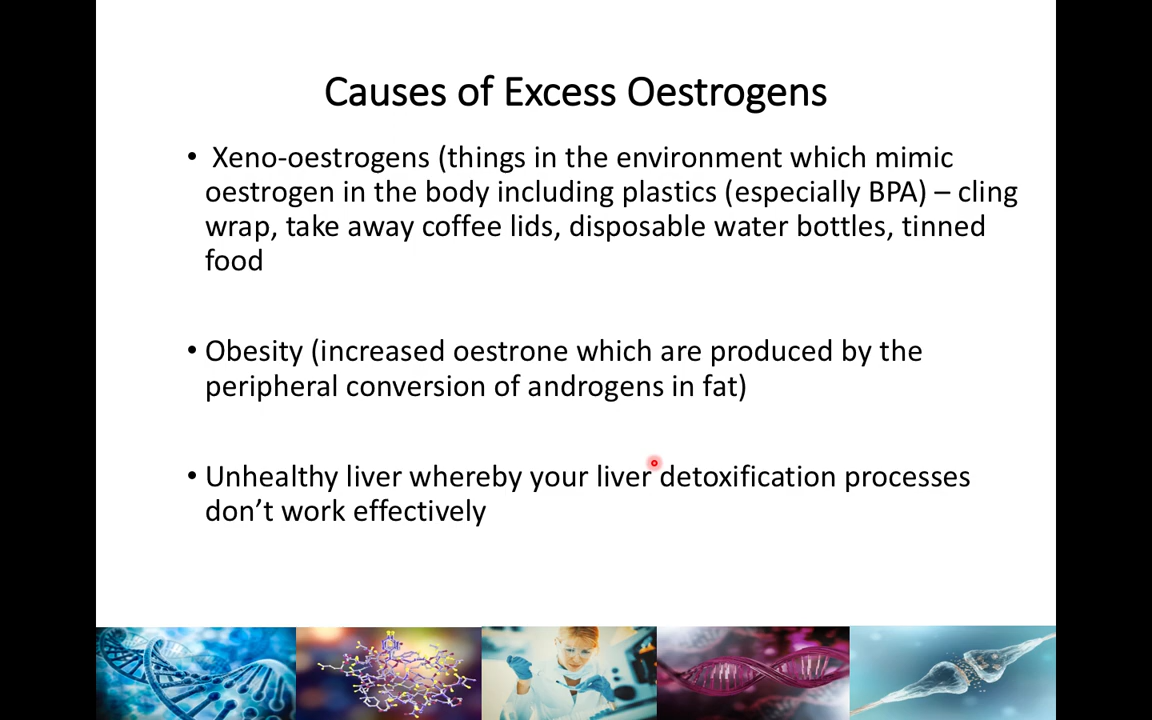 Causes of Excess Oestrogens
• Xeno-oestrogens (things in the environment which mimic
oestrogen in the body including plastics (especially BPA) – cling
wrap, take away coffee lids, disposable water bottles, tinned
food
• Obesity (increased oestrone which are produced by the
peripheral conversion of androgens in fat)
• Unhealthy liver whereby your liver detoxification processes
don’t work effectively